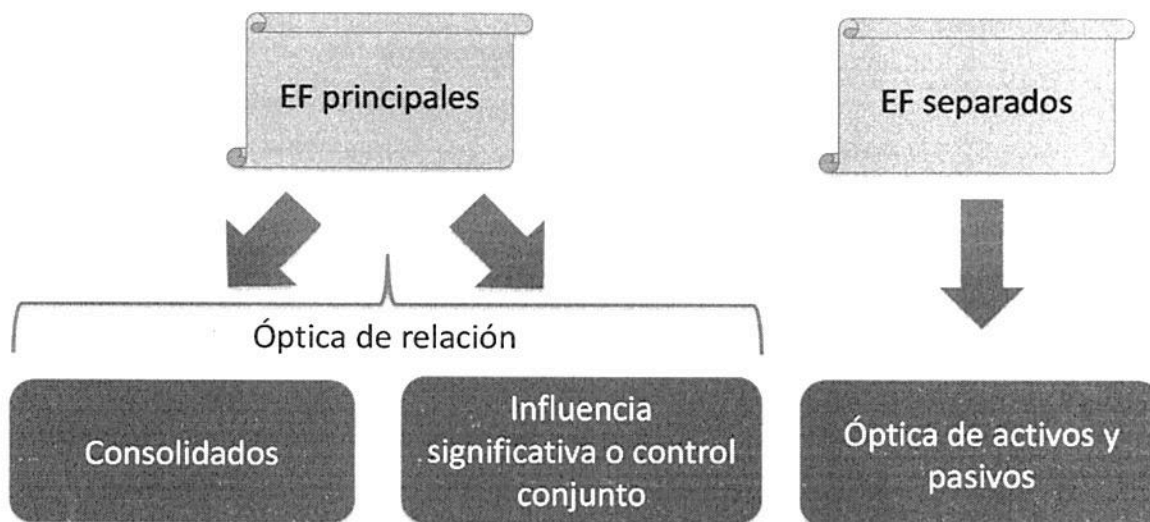 EF principales
EF separados
Óptica de relación
Consolidados
Influencia
significativa o control
conjunto
Óptica de activos y
pasivos